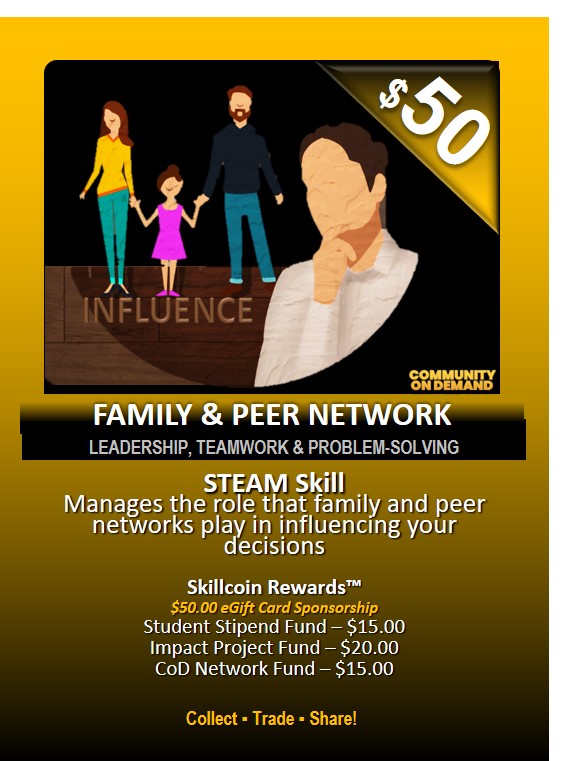 $50
INFLUENCE
COMMUNITY
ON DEMAND
FAMILY & PEER NETWORK
LEADERSHIP, TEAMWORK & PROBLEM-SOLVING
STEAM Skill
Manages the role that family and peer
networks play in influencing your
decisions
Skillcoin Rewards™
$50.00 eGift Card Sponsorship
Student Stipend Fund – $15.00
Impact Project Fund – $20.00
CoD Network Fund – $15.00
Collect ▪ Trade ▪ Share!